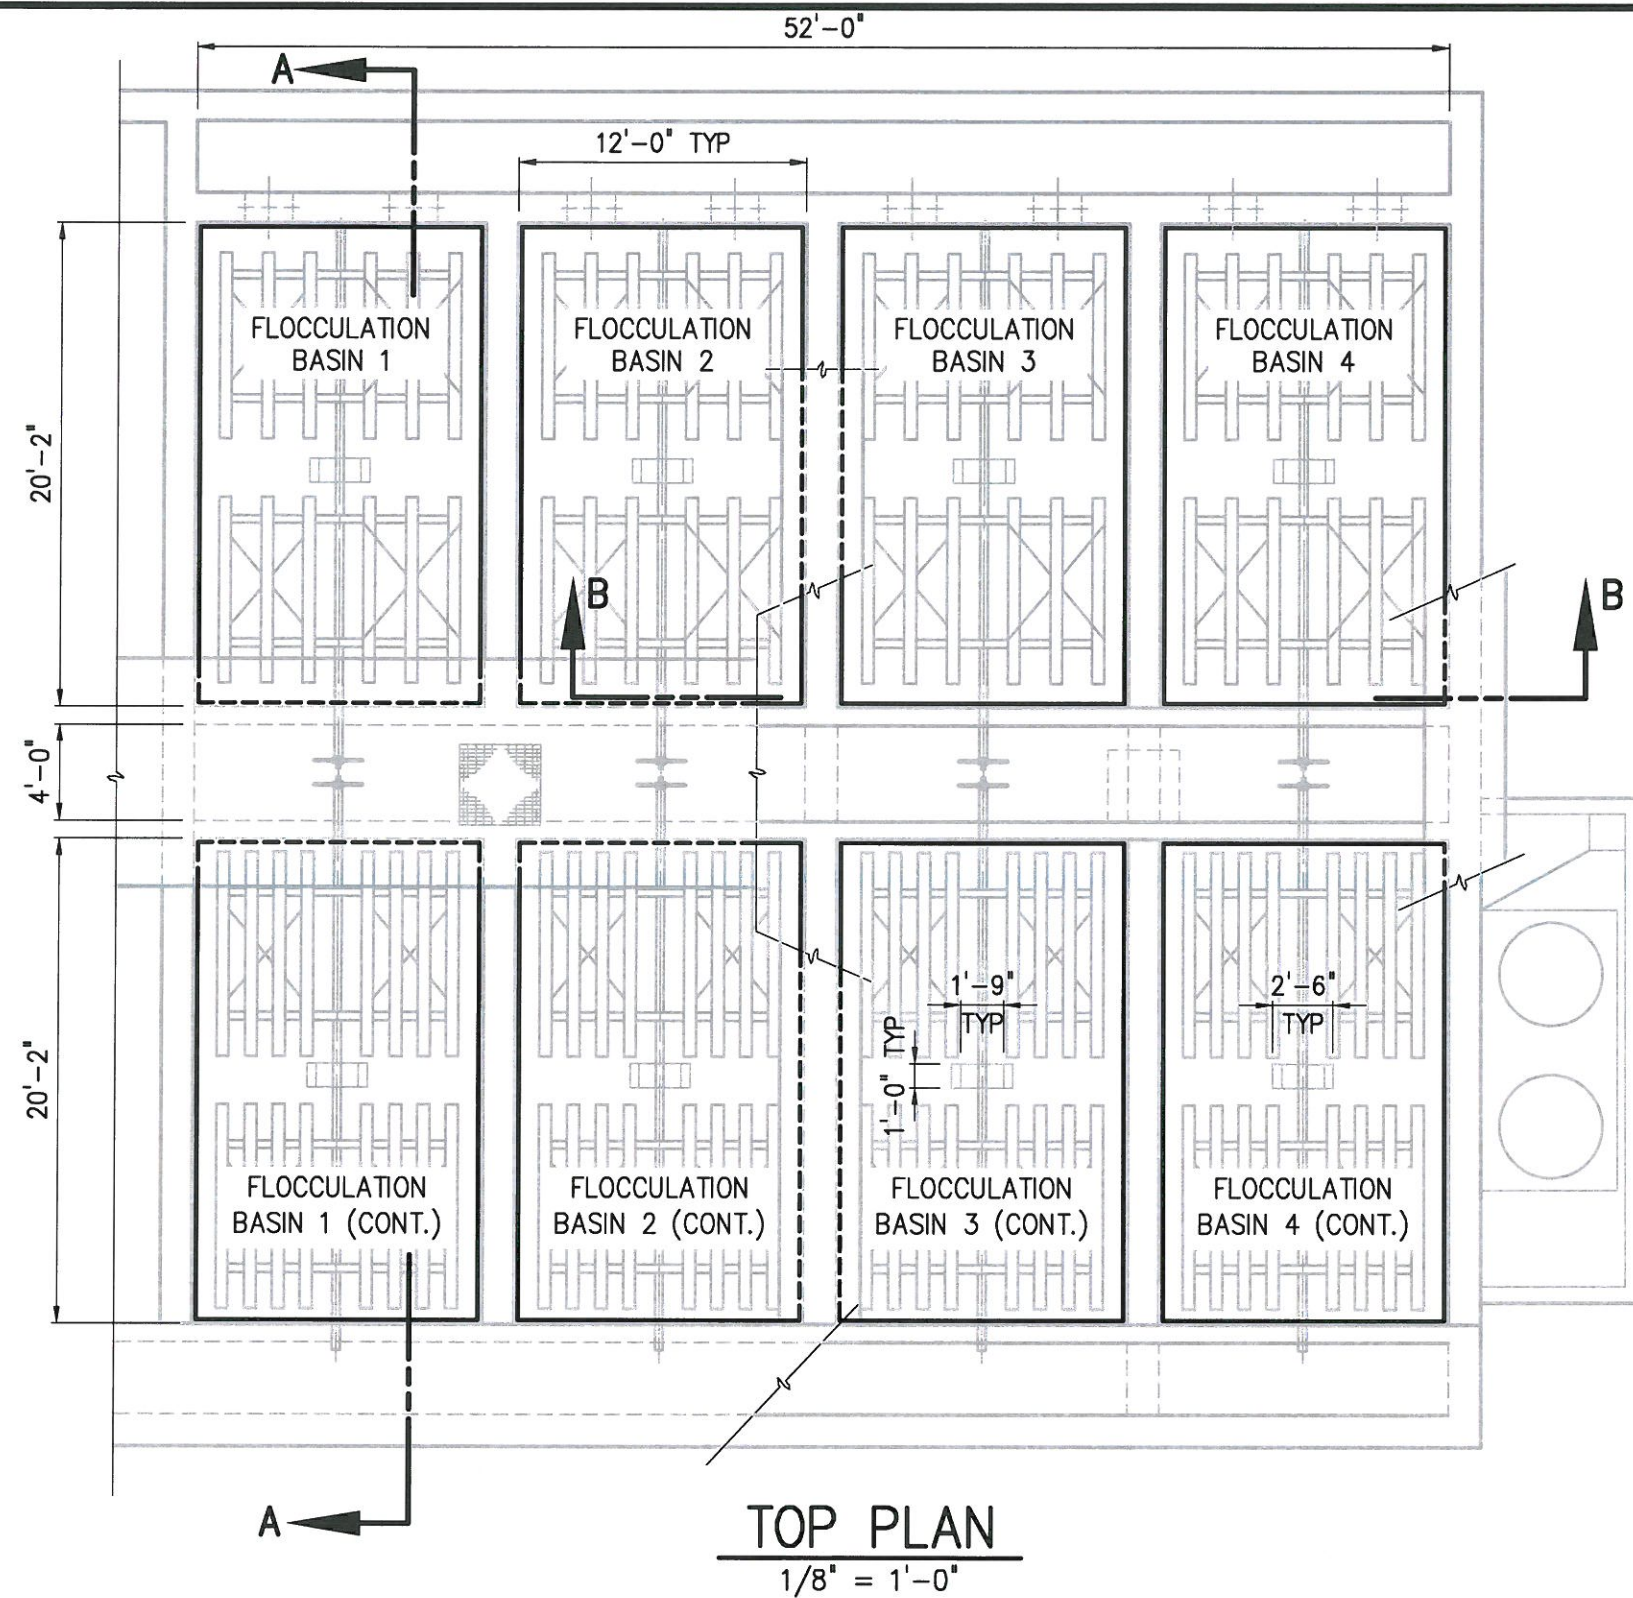 52'-0"
A
12'-0" TYP
FLOCCULATION
BASIN 1
FLOCCULATION
BASIN 2
FLOCCULATION
BASIN 3
FLOCCULATION
BASIN 4
20'-2"
B
B
4'-0"
20'-2"
1'-9"
TYP
2'-6"
TYP
1'-0" TYP
FLOCCULATION
BASIN 1 (CONT.)
FLOCCULATION
BASIN 2 (CONT.)
FLOCCULATION
BASIN 3 (CONT.)
FLOCCULATION
BASIN 4 (CONT.)
A
TOP PLAN
1/8" = 1'-0"